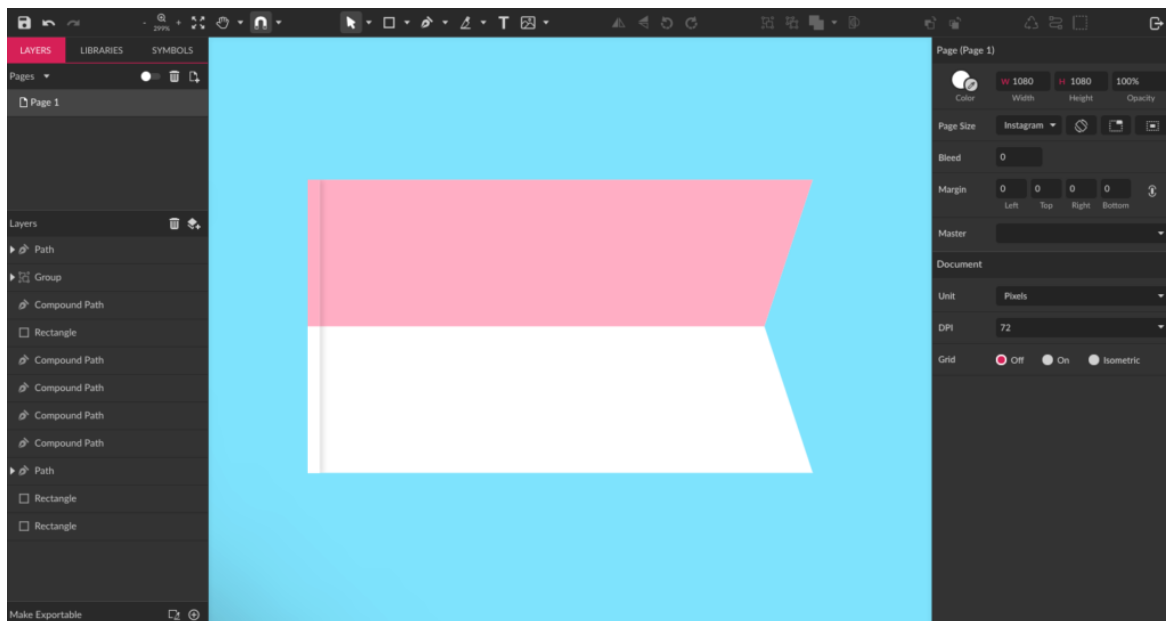 299%
LAYERS LIBRARIES SYMBOLS
Pages
Page 1
Layers
Path
Group
Compound Path
Rectangle
Compound Path
Compound Path
Compound Path
Compound Path
Path
Rectangle
Rectangle
Make Exportable
Page (Page 1)
W 1080 H 1080 100%
Color Width Height Opacity
Page Size Instagram
Bleed 0
Margin 0 0 0 0
Left Top Right Bottom
Master
Document
Unit Pixels
DPI 72
Grid Off On Isometric